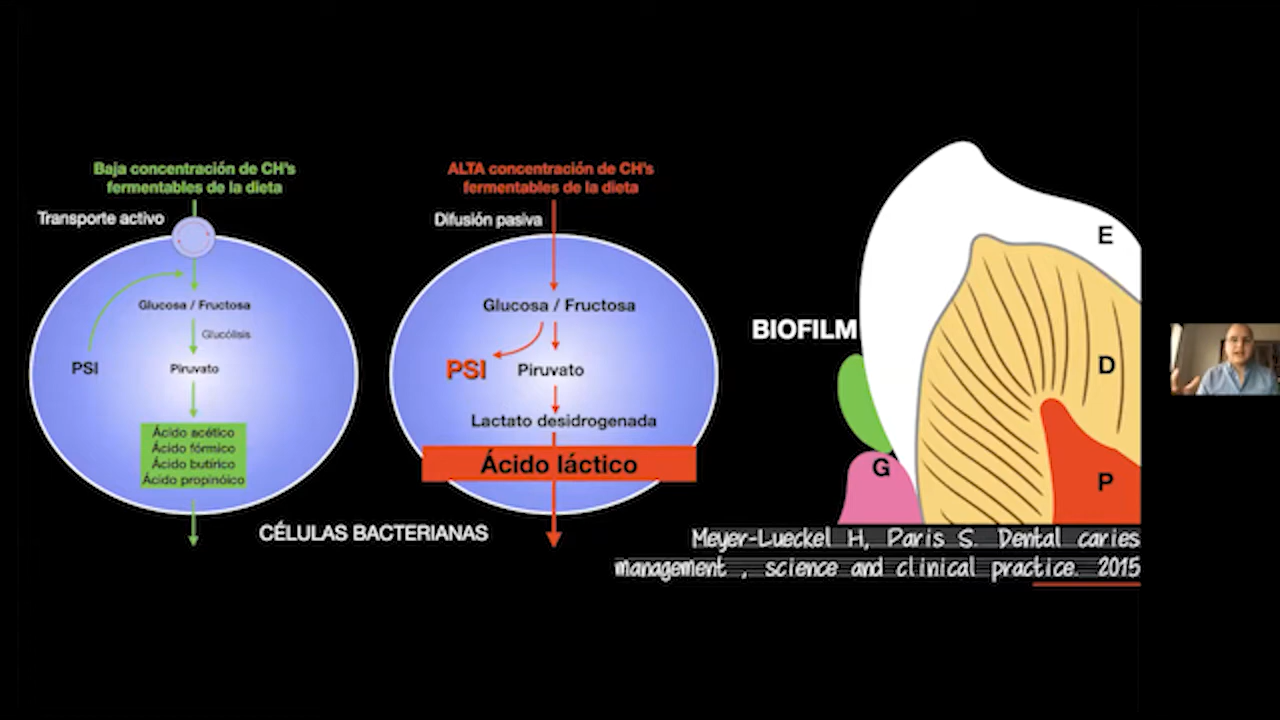 Baja concentración de CH's
fermentables de la dieta
Transporte activo
Glucosa / Fructosa
Glucólisis
PSI
Piruvato
Ácido acético
Ácido fórmico
Ácido butírico
Ácido propinóico
ALTA concentración de CH's
fermentables de la dieta
Difusión pasiva
Glucosa / Fructosa
PSI
Piruvato
Lactato desidrogenada
Ácido láctico
CÉLULAS BACTERIANAS
BIOFILM
E
D
G
P
Meyer-Lueckel H, Paris S. Dental caries
management , science and clinical practice. 2015